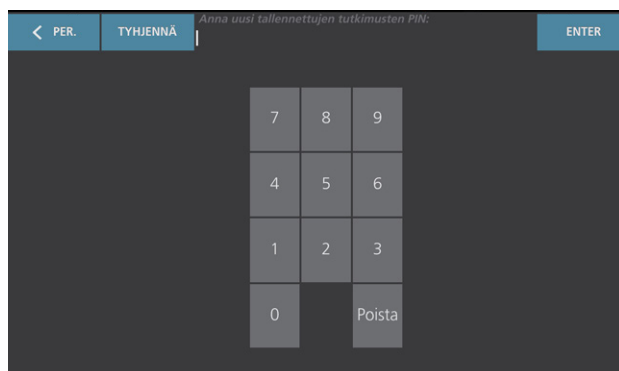 Anna uusi tallennettujen tutkimusten PIN:
PER.
TYHJENNÄ
ENTER
7 8 9
4 5 6
1 2 3
0 Poista